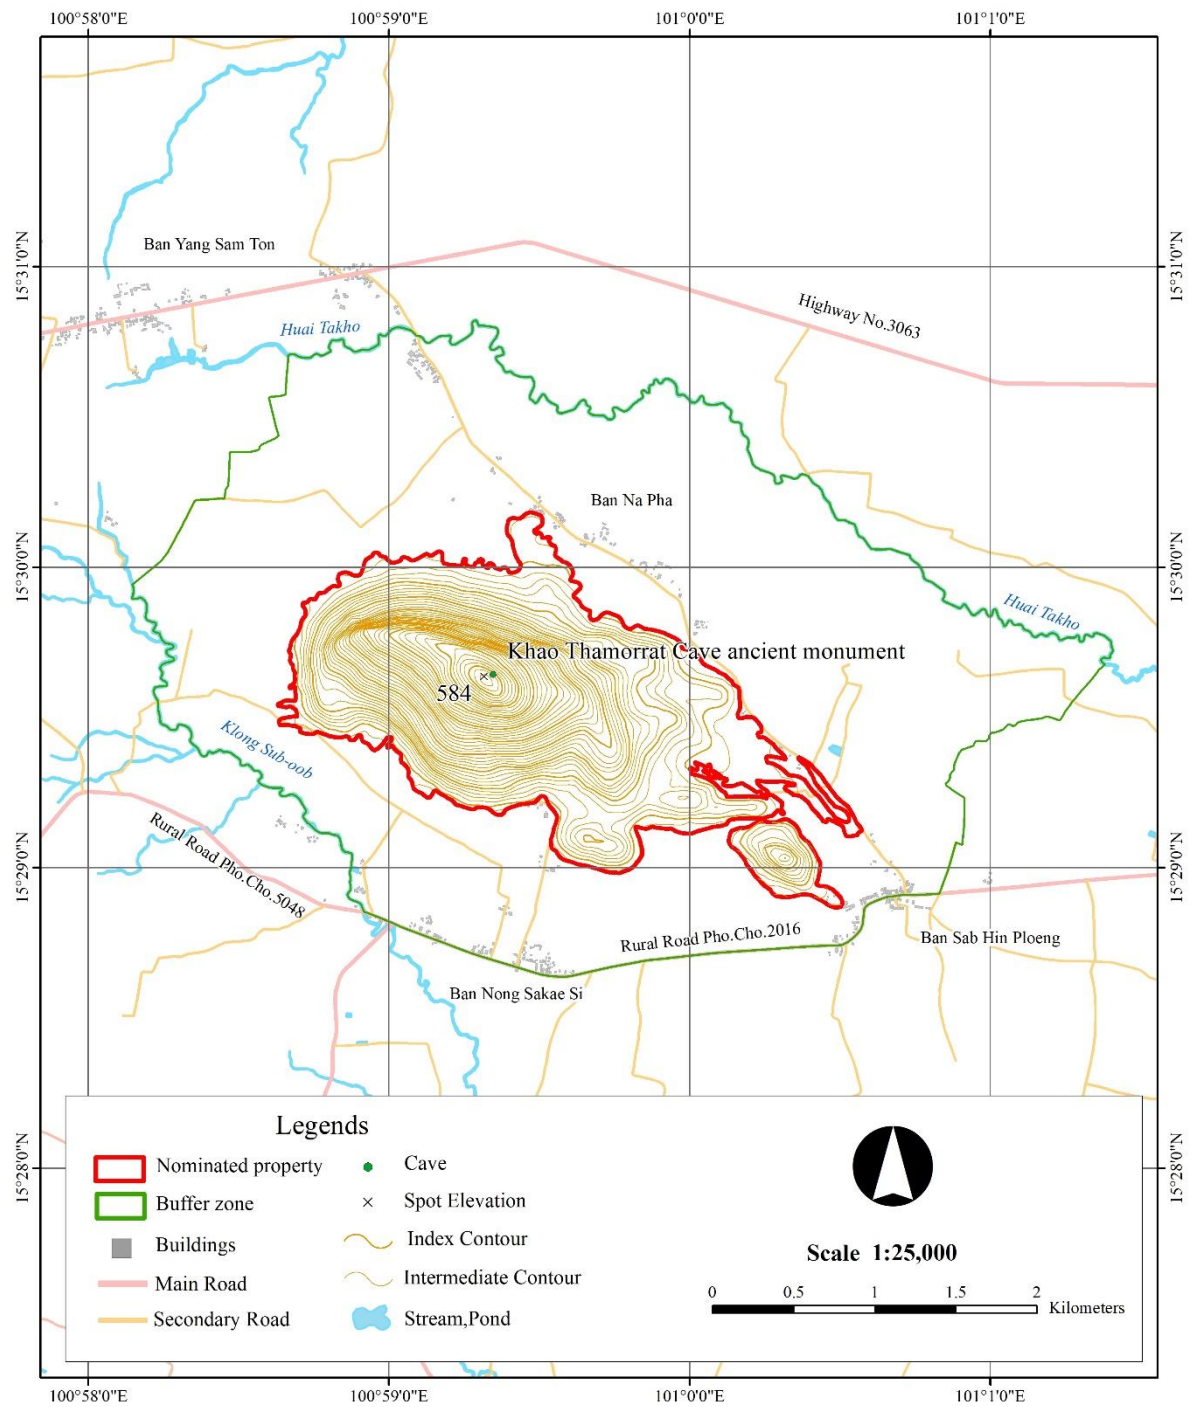 100°58'0"E
100°59'0"E
101°0'0"E
101°1'0"E
Ban Yang Sam Ton
15°31'0"N
15°31'0"N
Highway No.3063
Huai Takho
Ban Na Pha
15°30'0"N
15°30'0"N
Huai Takho
Khao Thamorrat Cave ancient monument
584
Klong Sub-oob
Rural Road Pho.Cho.5048
15°29'0"N
15°29'0"N
Rural Road Pho.Cho.2016
Ban Sab Hin Ploeng
Ban Nong Sakae Si
Legends
Nominated property
Buffer zone
Buildings
Main Road
Secondary Road
Cave
Spot Elevation
Index Contour
Intermediate Contour
Stream,Pond
Scale 1:25,000
0 0.5 1 1.5 2
Kilometers
15°28'0"N
15°28'0"N
100°58'0"E
100°59'0"E
101°0'0"E
101°1'0"E